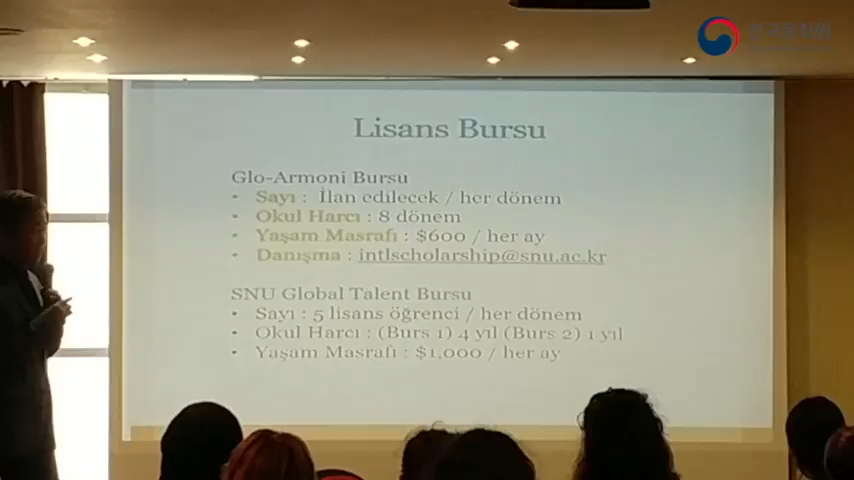 Lisans Bursu
Glo-Armoni Bursu
• Sayı : İlan edilecek / her dönem
• Okul Harcı : 8 dönem
• Yaşam Masrafı : $600 / her ay
• Danışma : intlscholarship@snu.ac.kr
SNU Global Talent Bursu
• Sayı : 5 lisans öğrenci / her dönem
• Okul Harcı : (Burs 1) 4 yıl (Burs 2) 1 yıl
• Yaşam Masrafı : $1,000 / her ay